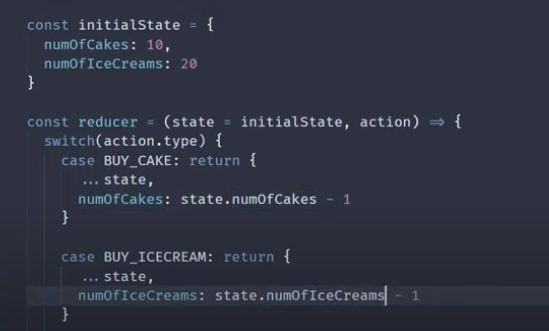 const initialState = {
numOfCakes: 10,
numOfIceCreams: 20
}
const reducer = (state = initialState, action) => {
switch(action.type) {
case BUY_CAKE: return {
...state,
numOfCakes: state.numOfCakes - 1
}
case BUY_ICECREAM: return {
...state,
numOfIceCreams: state.numOfIceCreams - 1
}